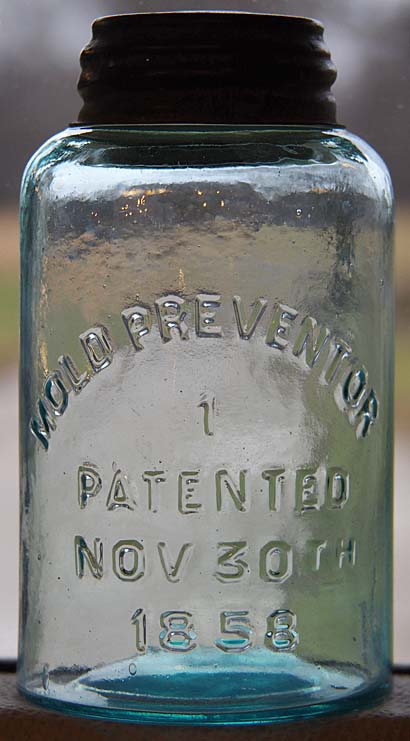 MOLD PREVENTOR
1
PATENTED
NOV 30TH
1858